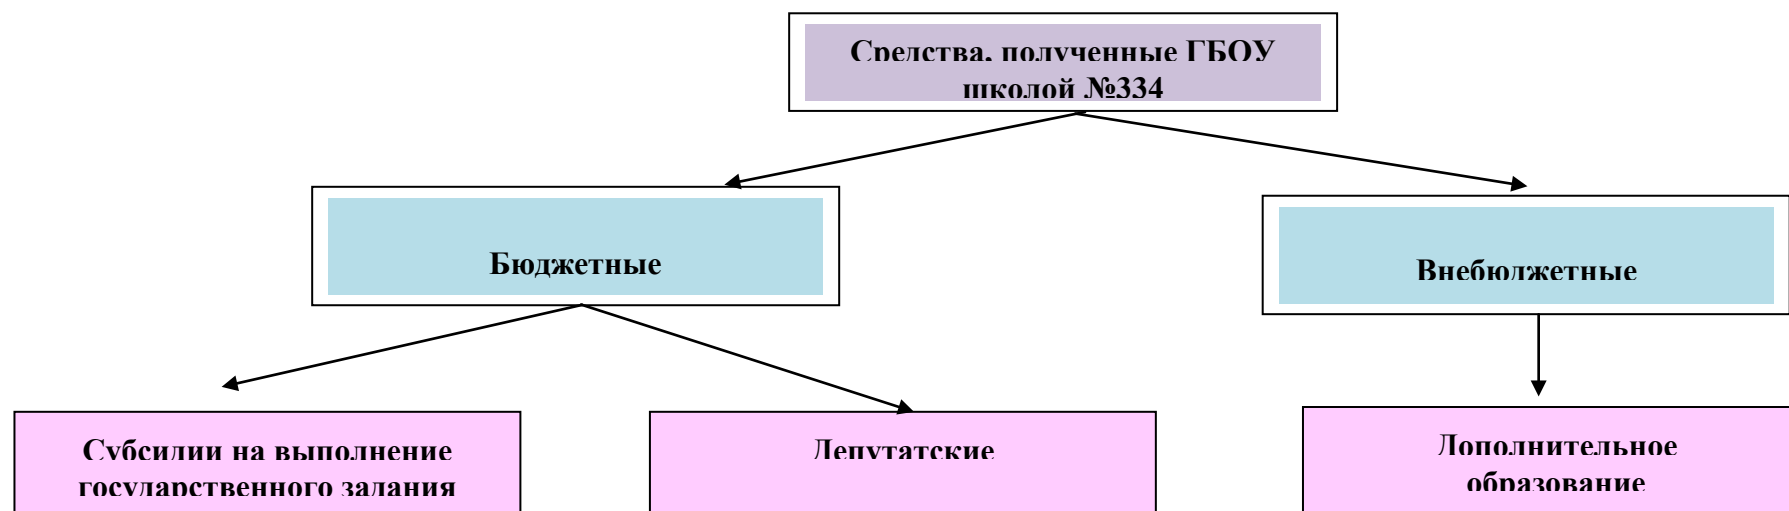 Средства, полученные ГБОУ
школой №334
Бюджетные
Внебюджетные
Субсидии на выполнение
государственного задания
Депутатские
Дополнительное
образование